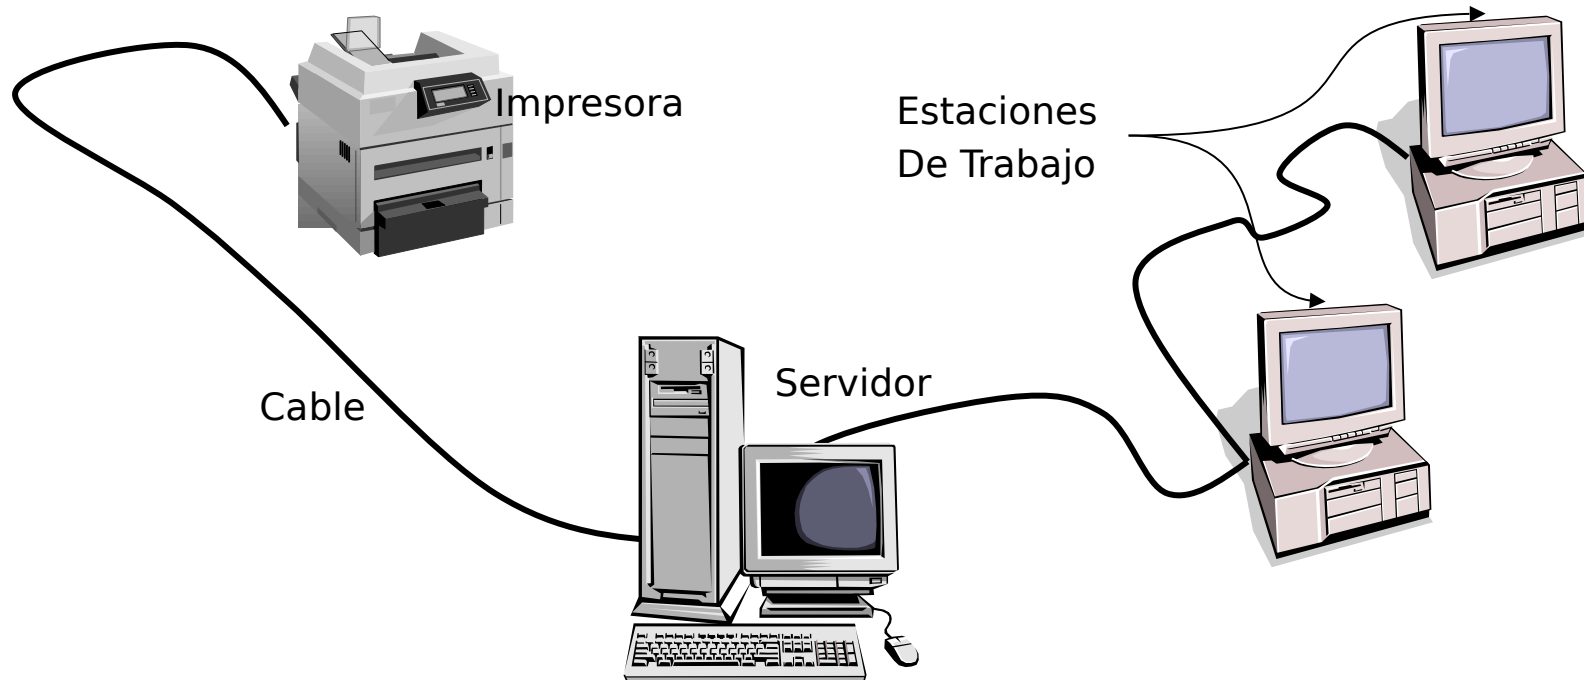 Impresora
Estaciones
De Trabajo
Servidor
Cable